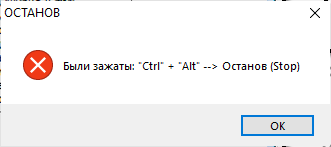 ОСТАНОВ
Были зажаты: "Ctrl" + "Alt" --> Останов (Stop)
OK